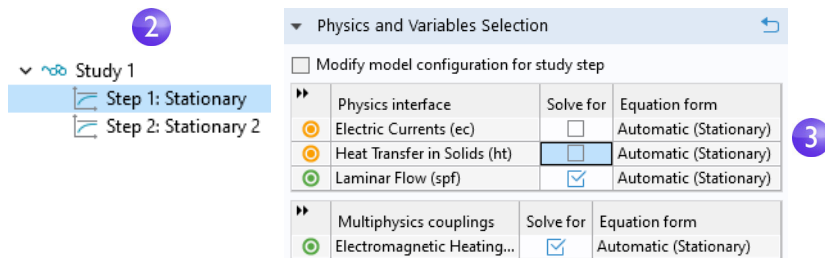 2
Study 1
Step 1: Stationary
Step 2: Stationary 2
Physics and Variables Selection
Modify model configuration for study step
Physics interface Solve for Equation form
Electric Currents (ec) Automatic (Stationary)
Heat Transfer in Solids (ht) Automatic (Stationary)
Laminar Flow (spf) Automatic (Stationary)
3
Multiphysics couplings Solve for Equation form
Electromagnetic Heating... Automatic (Stationary)